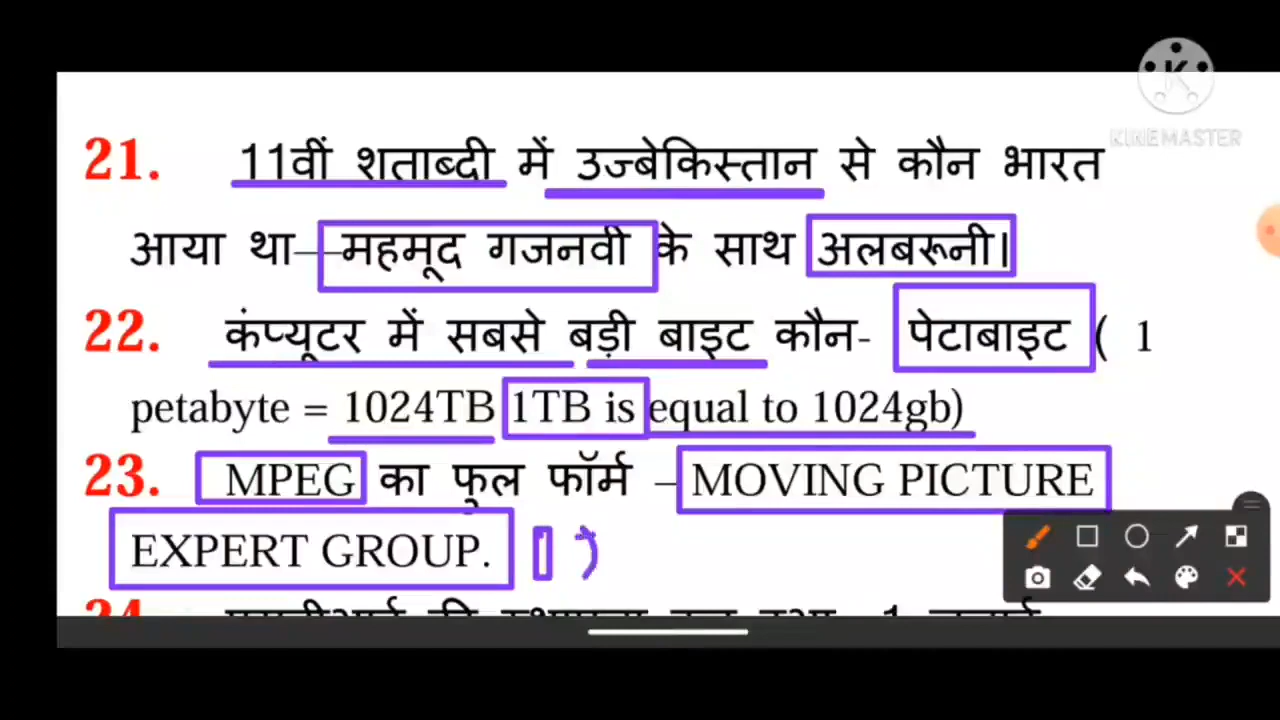 KINEMASTER
21. 11वीं शताब्दी में उज्बेकिस्तान से कौन भारत
आया था—महमूद गजनवी के साथ अलबरूनी।
22. कंप्यूटर में सबसे बड़ी बाइट कौन- पेटाबाइट ( 1
petabyte = 1024TB 1TB is equal to 1024gb)
23. MPEG का फुल फॉर्म –MOVING PICTURE
EXPERT GROUP.
24.